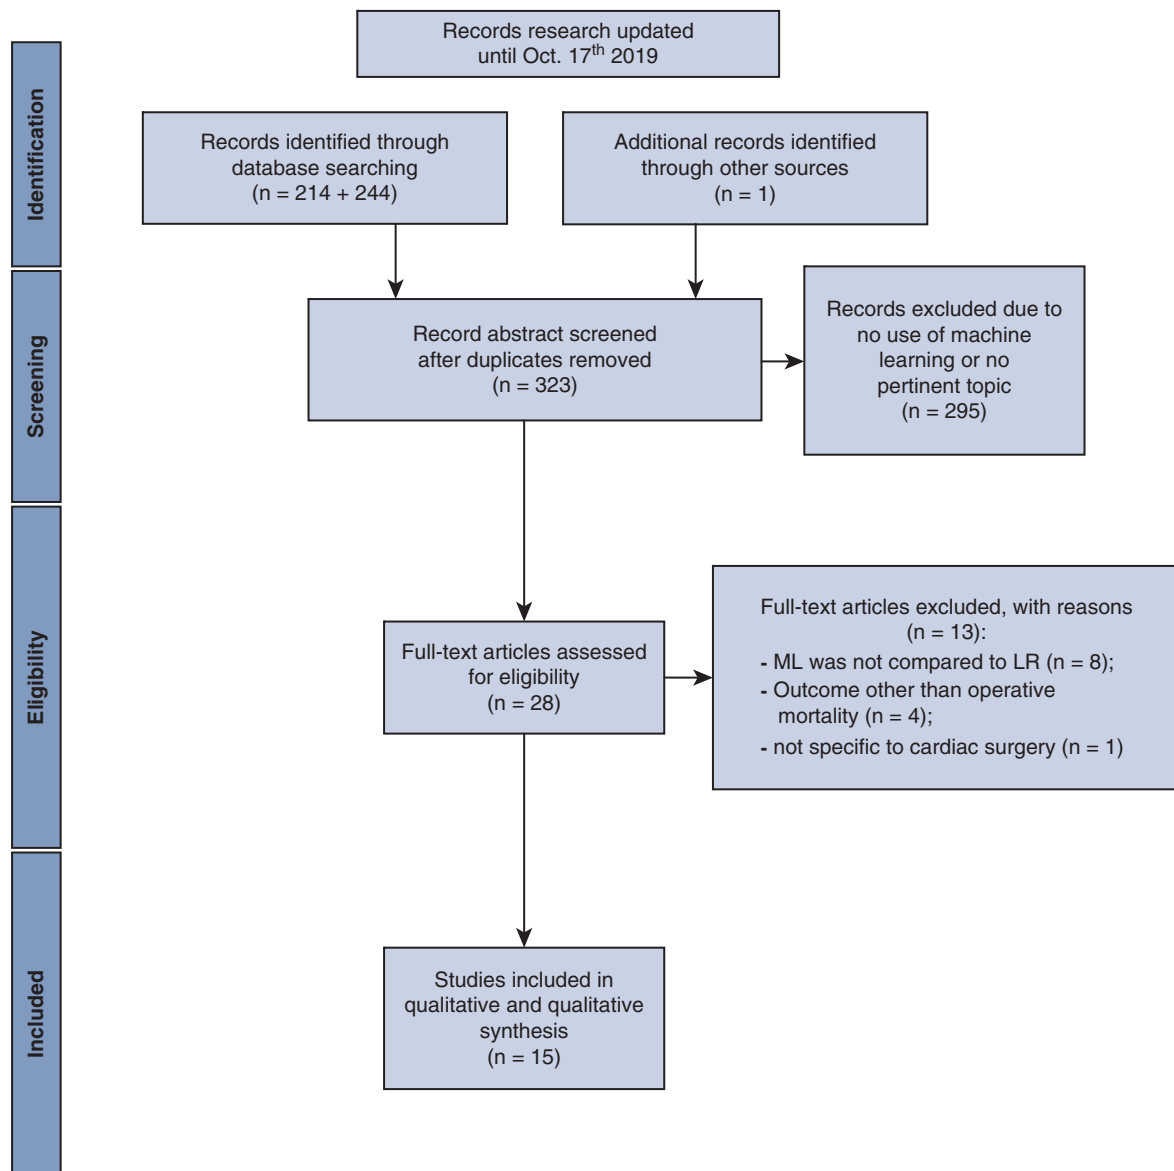 Records research updated
until Oct. 17th 2019
Identification
Records identified through
database searching
(n = 214 + 244)
Additional records identified
through other sources
(n = 1)
Screening
Record abstract screened
after duplicates removed
(n = 323)
Records excluded due to
no use of machine
learning or no
pertinent topic
(n = 295)
Eligibility
Full-text articles assessed
for eligibility
(n = 28)
Full-text articles excluded, with reasons
(n = 13):
- ML was not compared to LR (n = 8);
- Outcome other than operative
mortality (n = 4);
- not specific to cardiac surgery (n = 1)
Included
Studies included in
qualitative and qualitative
synthesis
(n = 15)